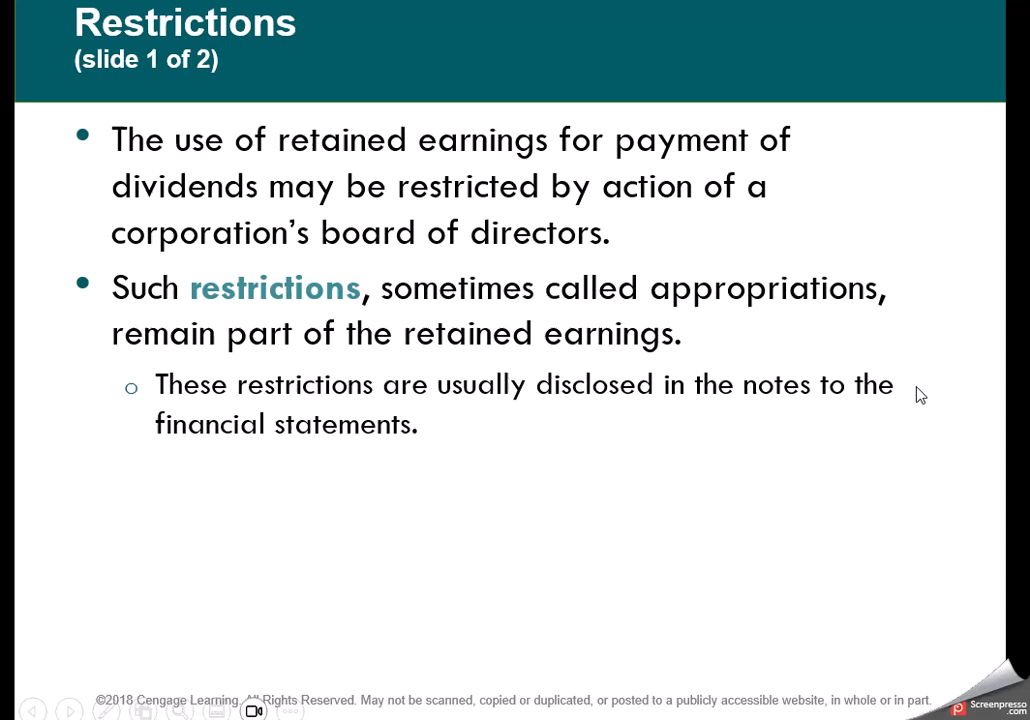 Restrictions
(slide 1 of 2)
• The use of retained earnings for payment of
dividends may be restricted by action of a
corporation’s board of directors.
• Such restrictions, sometimes called appropriations,
remain part of the retained earnings.
o These restrictions are usually disclosed in the notes to the
financial statements.
©2018 Cengage Learning. All Rights Reserved. May not be scanned, copied or duplicated, or posted to a publicly accessible website, in whole or in part.
Screenpresso
.com